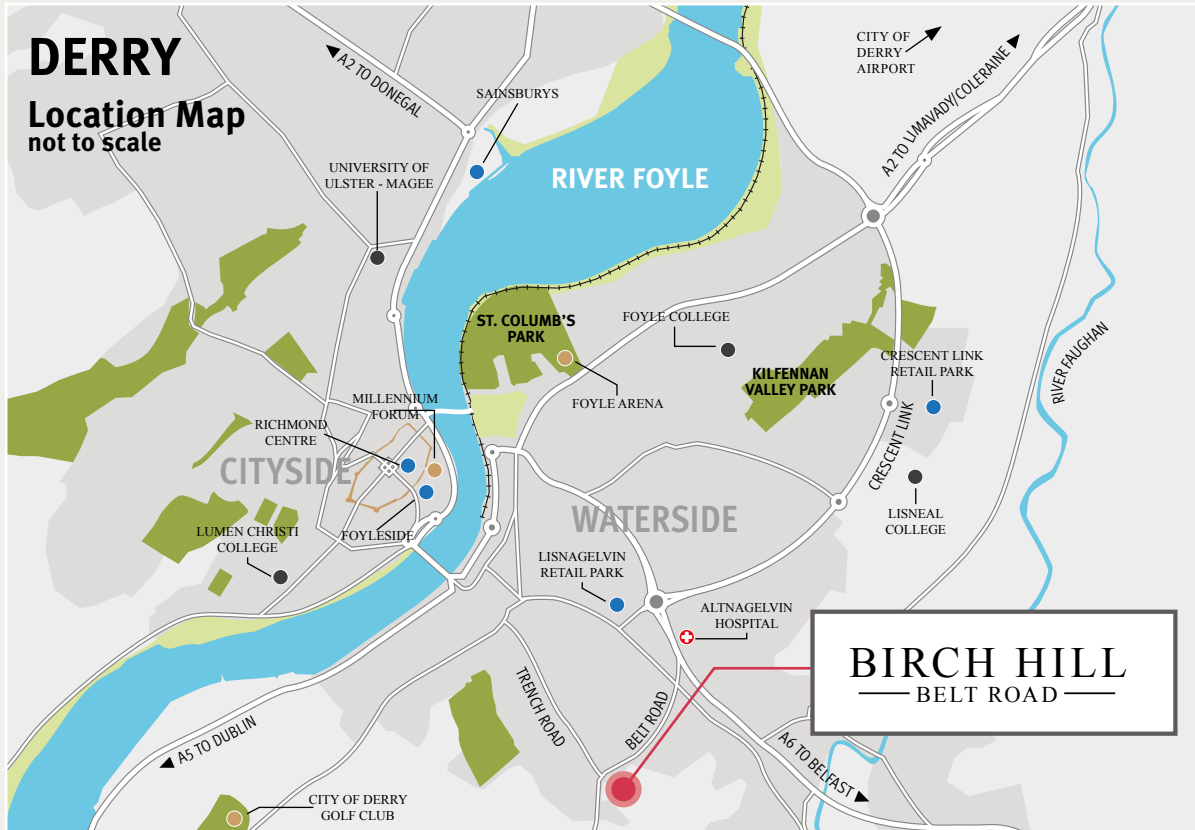 DERRY
Location Map
not to scale
A2 TO DONEGAL
SAINSBURYS
CITY OF
DERRY
AIRPORT
A2 TO LIMAVADY/COLERAINE
UNIVERSITY OF
ULSTER - MAGEE
RIVER FOYLE
ST. COLUMB'S
PARK
FOYLE COLLEGE
FOYLE ARENA
KILFENNAN
VALLEY PARK
CRESCENT LINK
RETAIL PARK
RIVER FAUGHAN
MILLENNIUM
FORUM
RICHMOND
CENTRE
CITYSIDE
CRESCENT LINK
LISNEAL
COLLEGE
WATERSIDE
FOYLESIDE
LUMEN CHRISTI
COLLEGE
LISNAGELVIN
RETAIL PARK
ALTNAGELVIN
HOSPITAL
BIRCH HILL
BELT ROAD
TRENCH ROAD
BELT ROAD
A5 TO DUBLIN
A6 TO BELFAST
CITY OF DERRY
GOLF CLUB